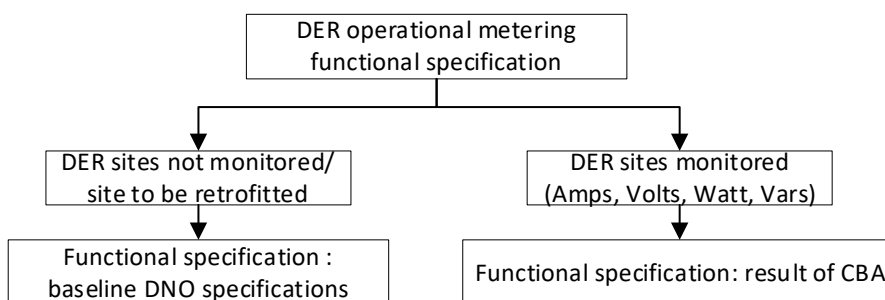 DER operational metering
functional specification
DER sites not monitored/
site to be retrofitted
DER sites monitored
(Amps, Volts, Watt, Vars)
Functional specification :
baseline DNO specifications
Functional specification: result of CBA